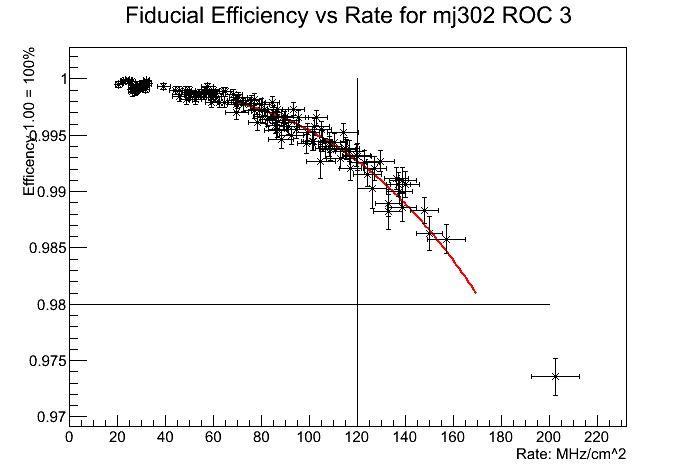 Fiducial Efficiency vs Rate for mj302 ROC 3
Efficency 1.00 = 100%
1
0.995
0.99
0.985
0.98
0.975
0.97
0 20 40 60 80 100 120 140 160 180 200 220
Rate: MHz/cm^2